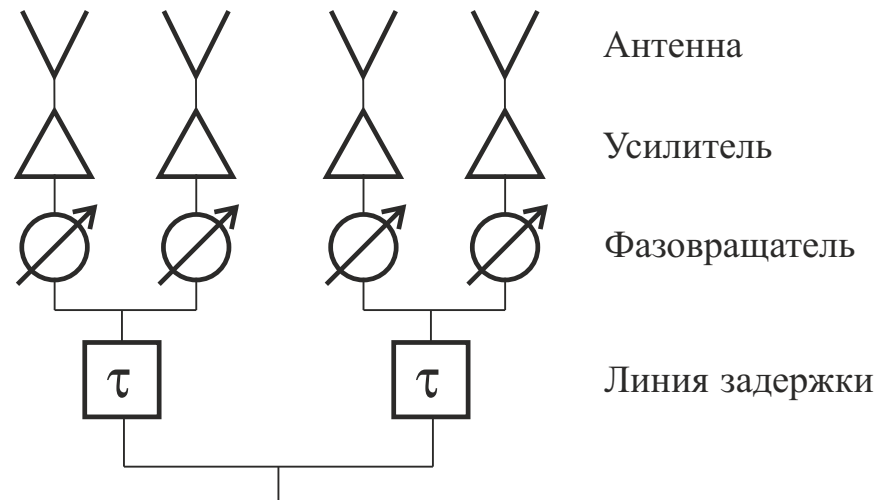 Антенна
Усилитель
Фазовращатель
τ τ Линия задержки